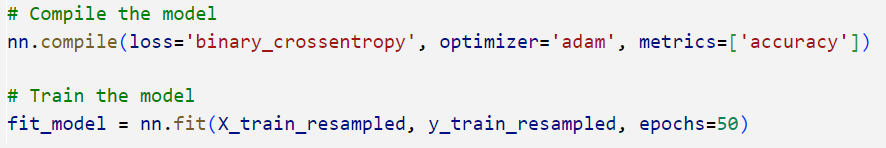 # Compile the model
nn.compile(loss='binary_crossentropy', optimizer='adam', metrics=['accuracy'])
# Train the model
fit_model = nn.fit(X_train_resampled, y_train_resampled, epochs=50)